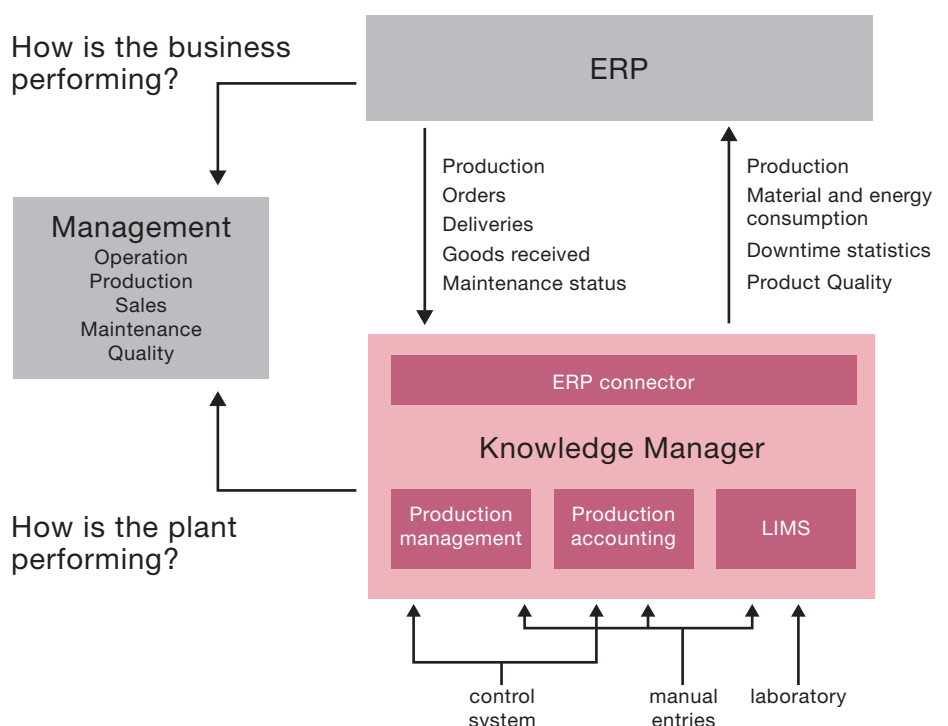 How is the business
performing?
ERP
Production
Orders
Deliveries
Goods received
Maintenance status
Production
Material and energy
consumption
Downtime statistics
Product Quality
Management
Operation
Production
Sales
Maintenance
Quality
ERP connector
Knowledge Manager
Production
management
Production
accounting
LIMS
How is the plant
performing?
control
system
manual
entries
laboratory